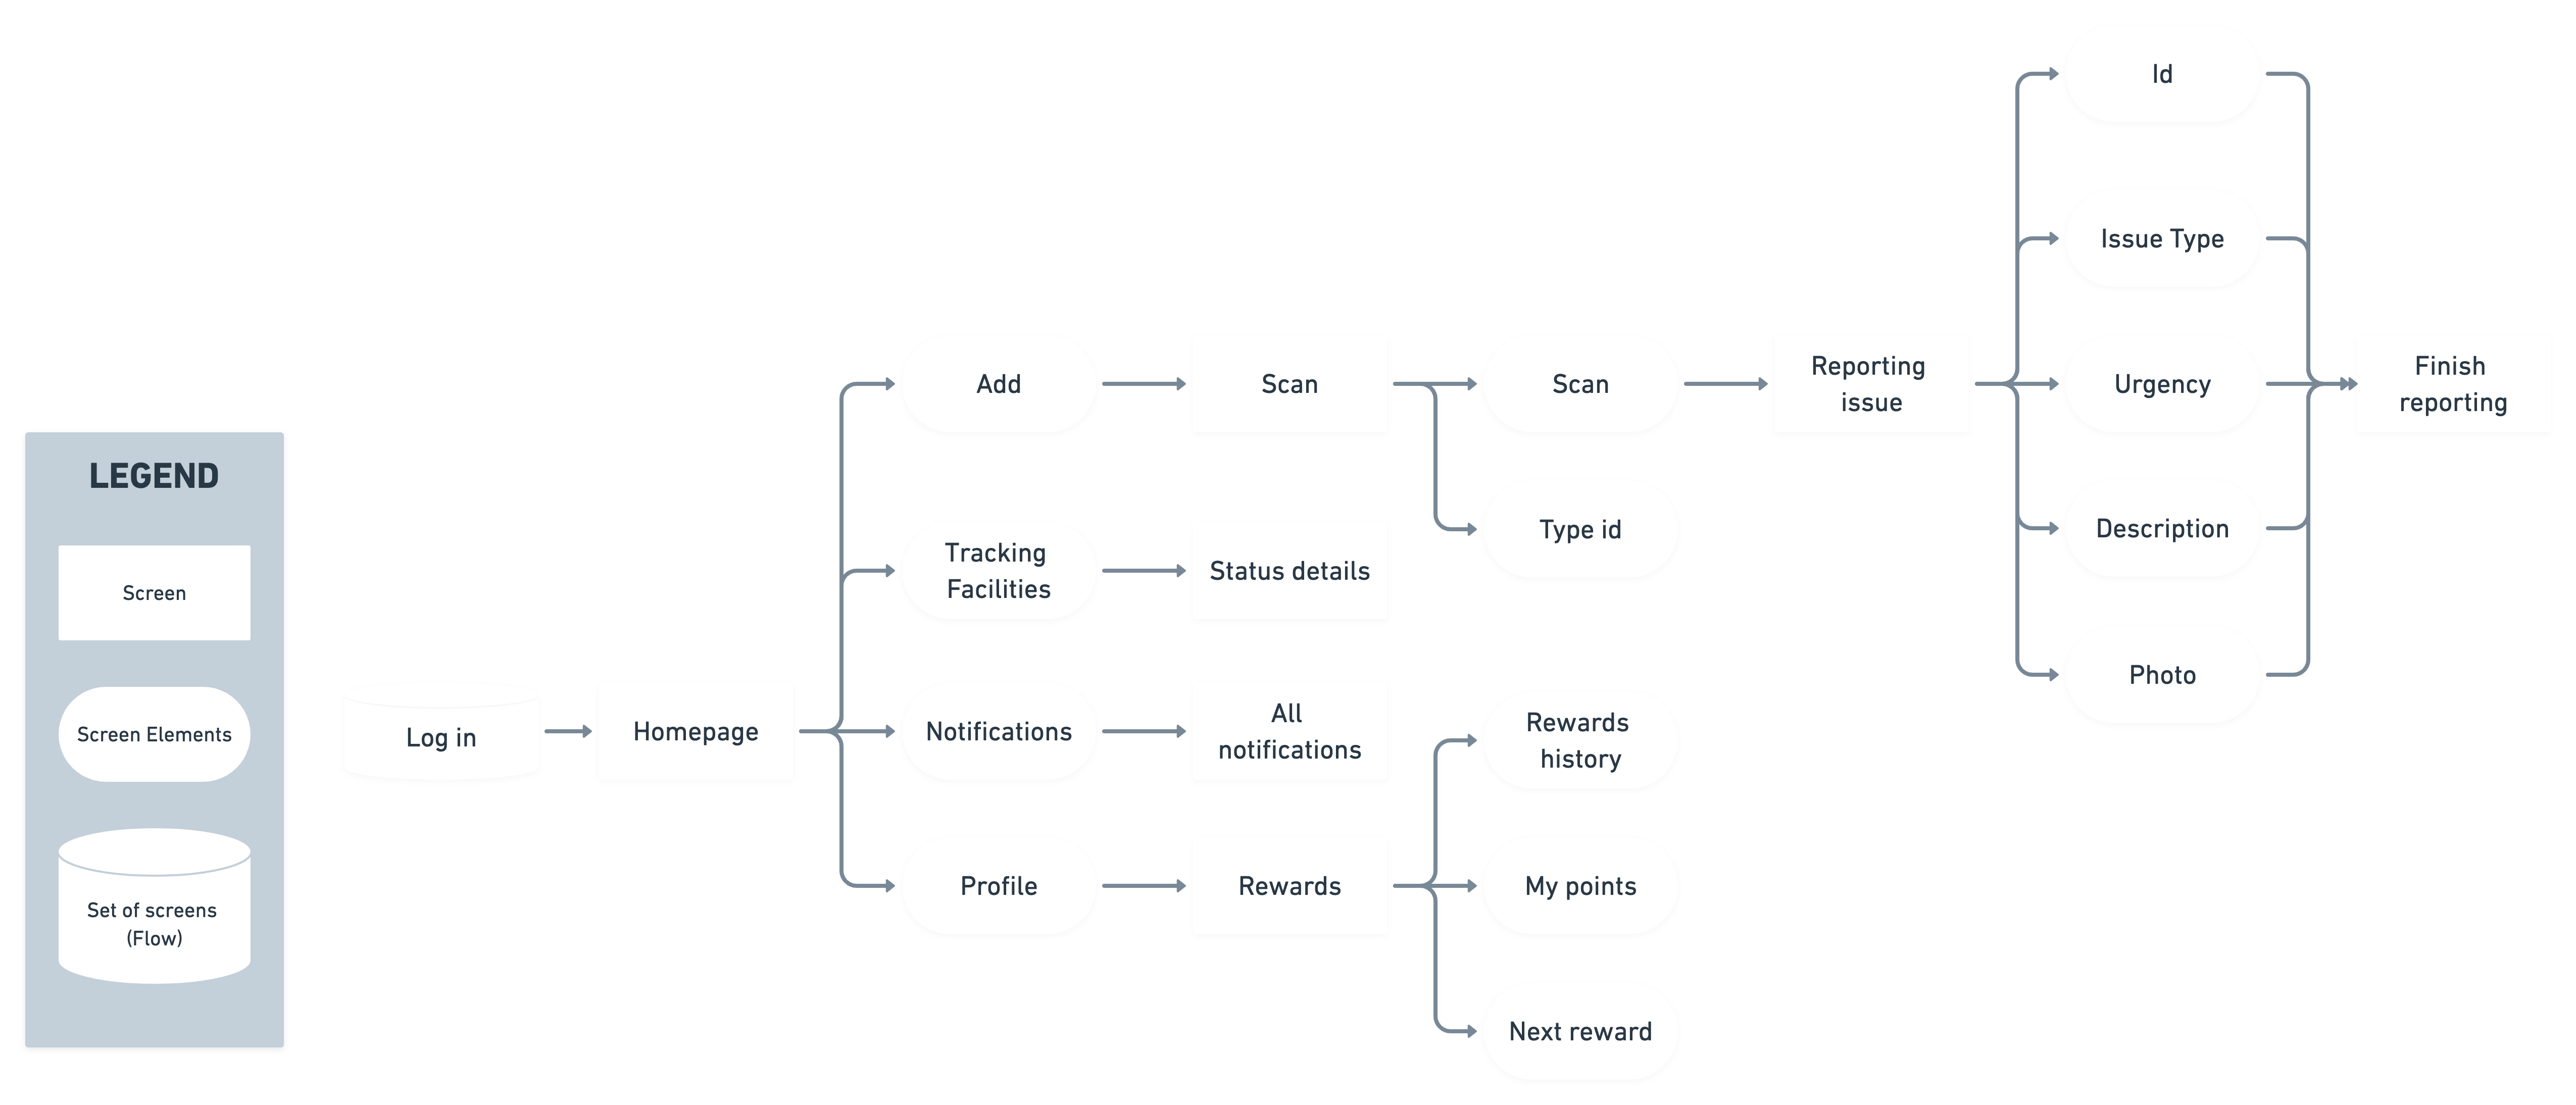 LEGEND
Screen
Screen Elements
Set of screens
(Flow)
Log in
Homepage
Add
Tracking
Facilities
Notifications
Profile
Scan
Status details
All
notifications
Rewards
Scan
Type id
Rewards
history
My points
Next reward
Reporting
issue
Id
Issue Type
Urgency
Description
Photo
Finish
reporting